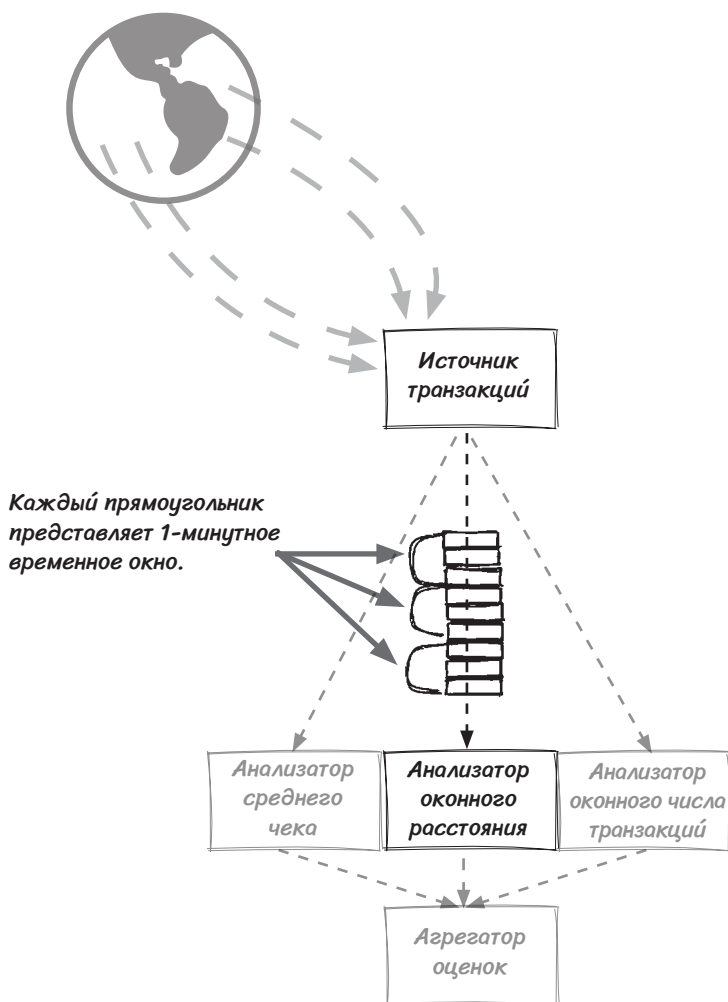 Источник
транзакций
Каждый прямоугольник
представляет 1-минутное
временное окно.
Анализатор
среднего
чека
Анализатор
оконного
расстояния
Анализатор
оконного числа
транзакций
Агрегатор
оценок